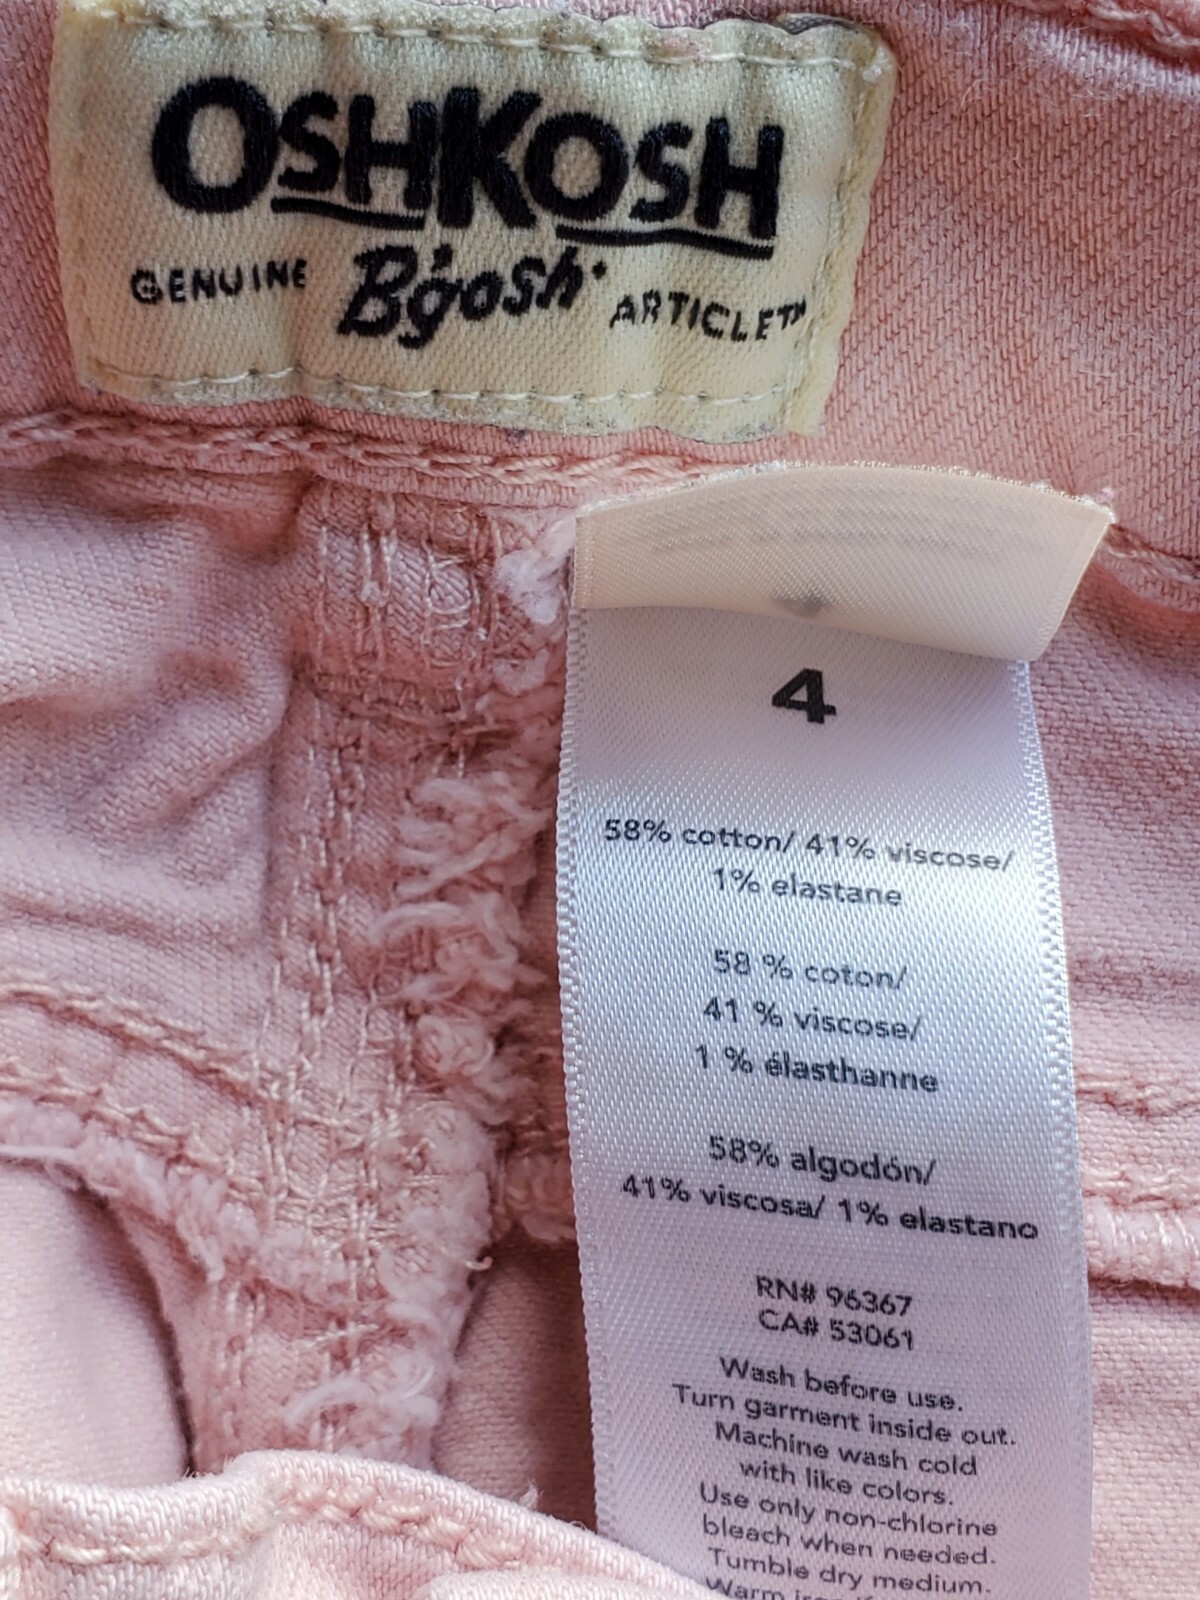 OSHKOSH
GENUINE B'gosh ARTICLE™
4
58% cotton/ 41% viscose/
1% elastane
58 % coton/
41 % viscose/
1 % élasthanne
58% algodón/
41% viscosa/ 1% elastano
RN# 96367
CA# 53061
Wash before use.
Turn garment inside out.
Machine wash cold
with like colors.
Use only non-chlorine
bleach when needed.
Tumble dry medium.
Warm iron